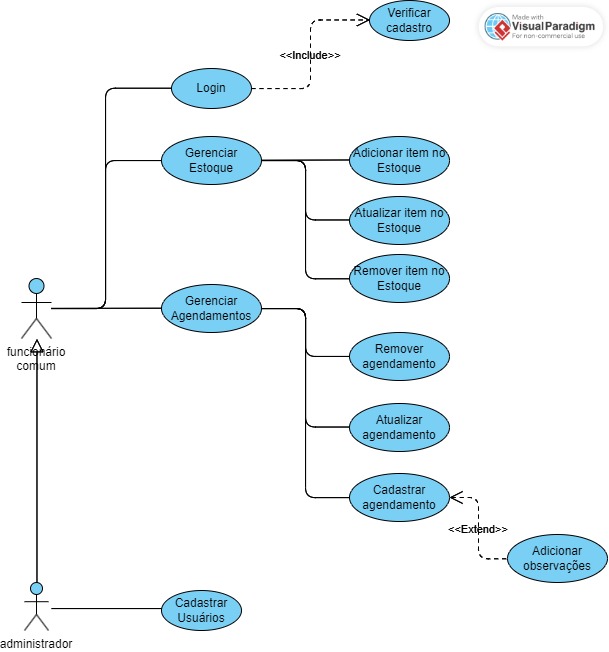 Verificar
cadastro
Made with
Visual Paradigm
For non-commercial use
<<Include>>
Login
Gerenciar
Estoque
Adicionar item no
Estoque
Atualizar item no
Estoque
Remover item no
Estoque
Gerenciar
Agendamentos
funcionário
comum
Remover
agendamento
Atualizar
agendamento
Cadastrar
agendamento
<<Extend>>
Adicionar
observações
Cadastrar
Usuários
administrador